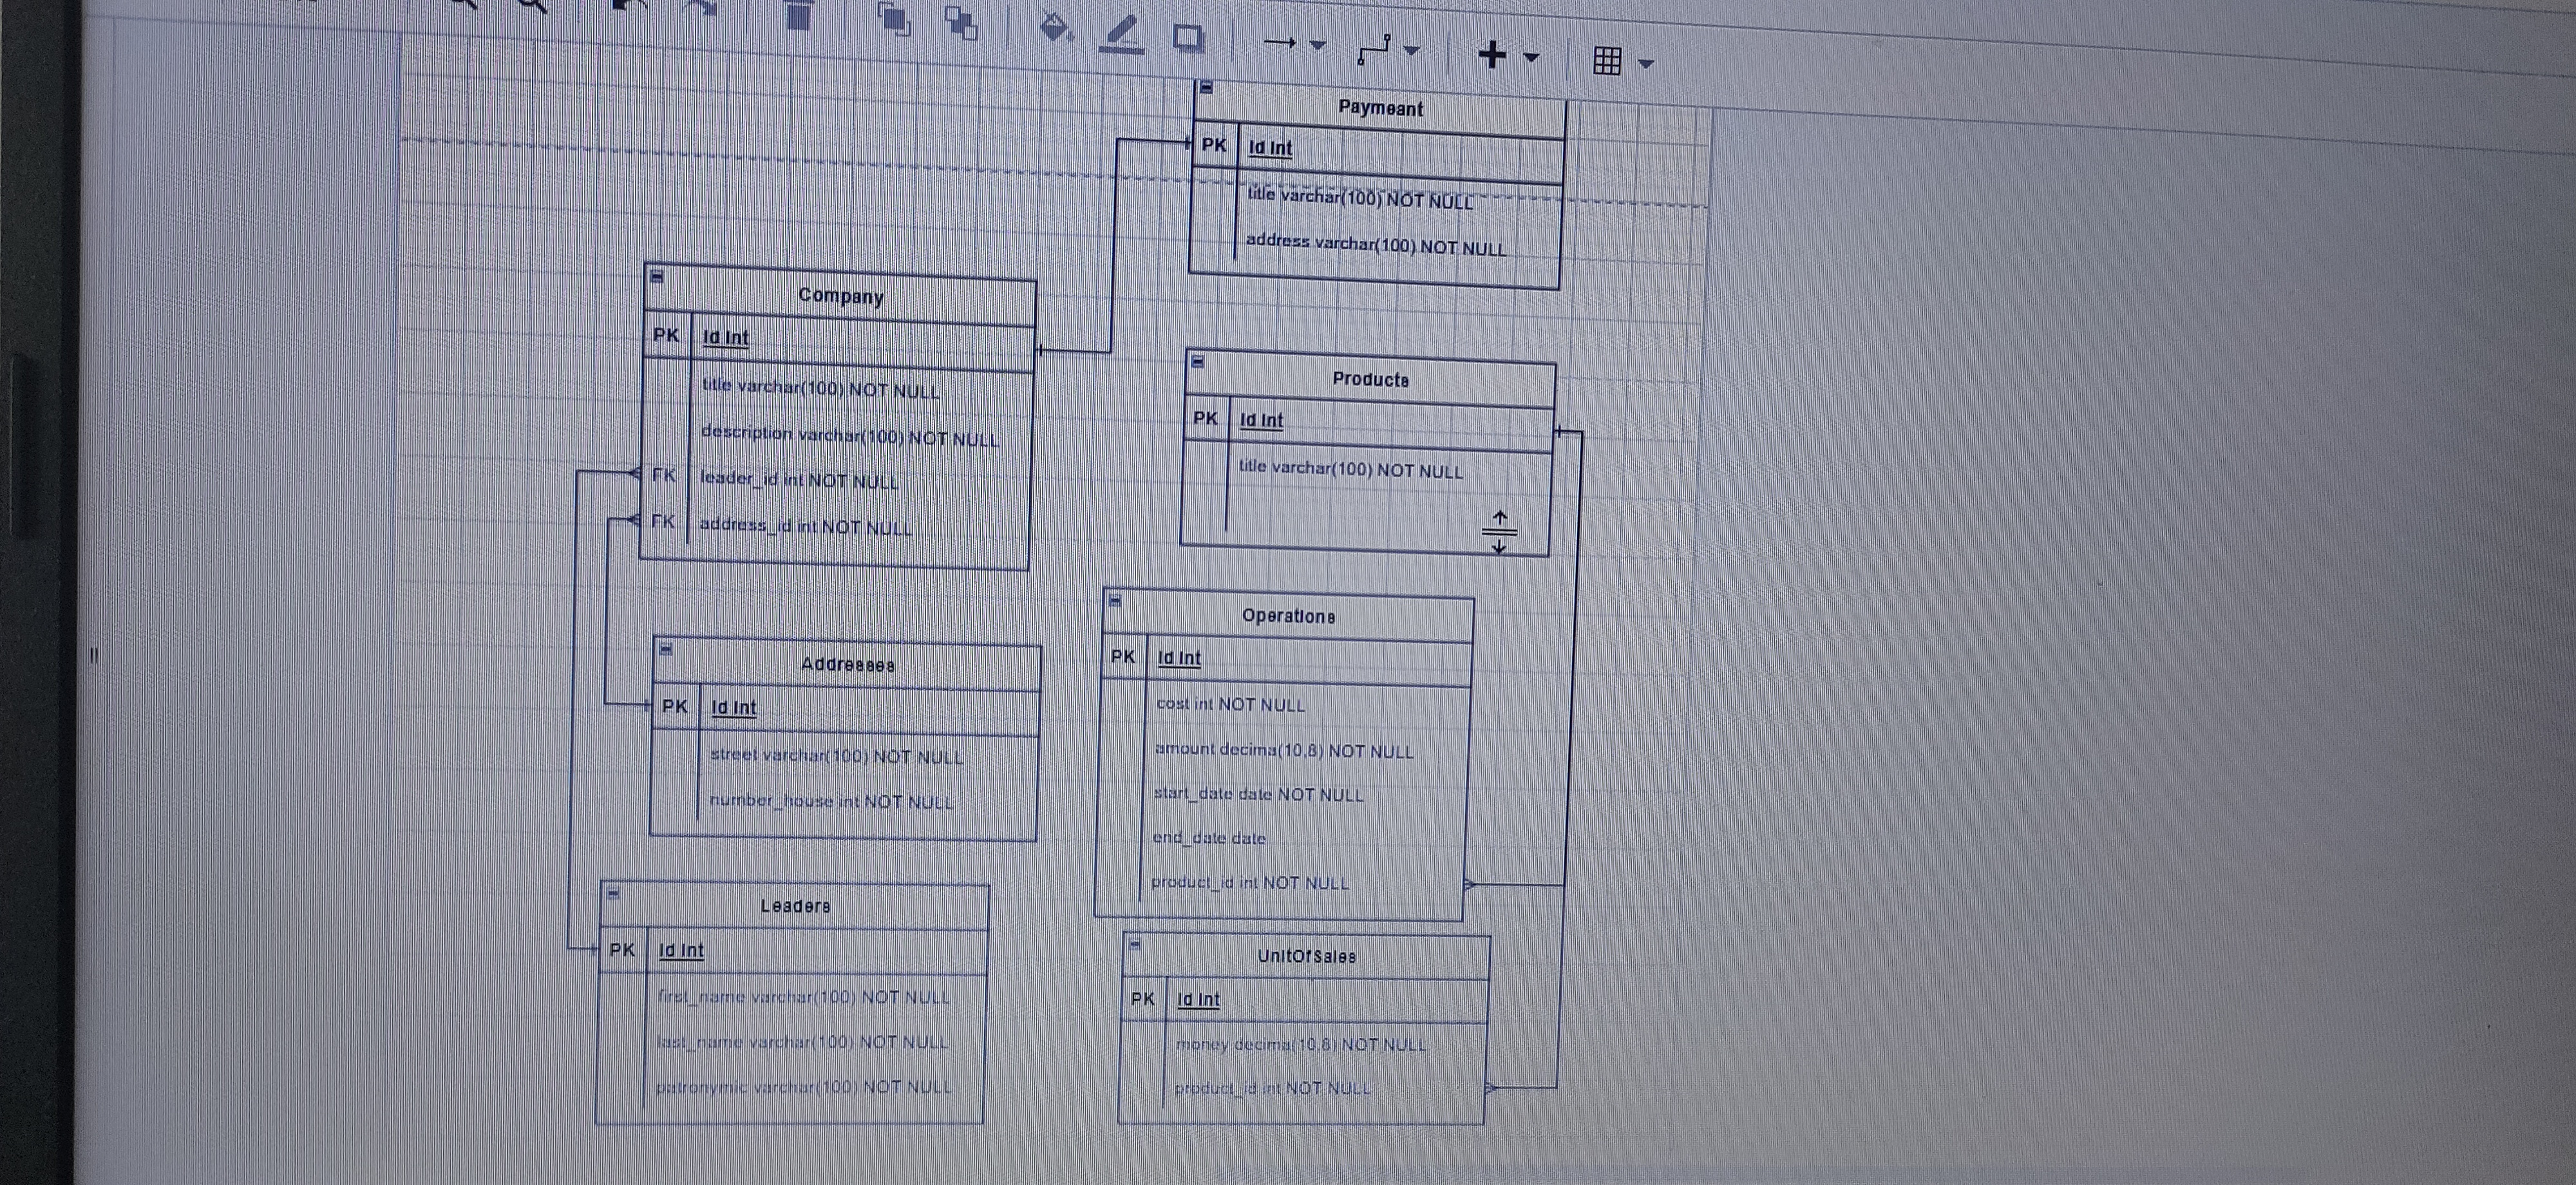 Paymeant
PK Id Int
title varchar(100) NOT NULL
address varchar(100) NOT NULL
Company
PK Id Int
title varchar(100) NOT NULL
description varchar(100) NOT NULL
FK leader_id int NOT NULL
FK address_id int NOT NULL
Products
PK Id Int
title varchar(100) NOT NULL
Operations
PK Id Int
cost int NOT NULL
amount decima(10,8) NOT NULL
start_date date NOT NULL
end_date date
product_id int NOT NULL
Addresses
PK Id Int
street varchar(100) NOT NULL
number_house int NOT NULL
Leaders
PK Id Int
first_name varchar(100) NOT NULL
last_name varchar(100) NOT NULL
patronymic varchar(100) NOT NULL
UnitOfSales
PK Id Int
money decima(10,8) NOT NULL
product_id int NOT NULL